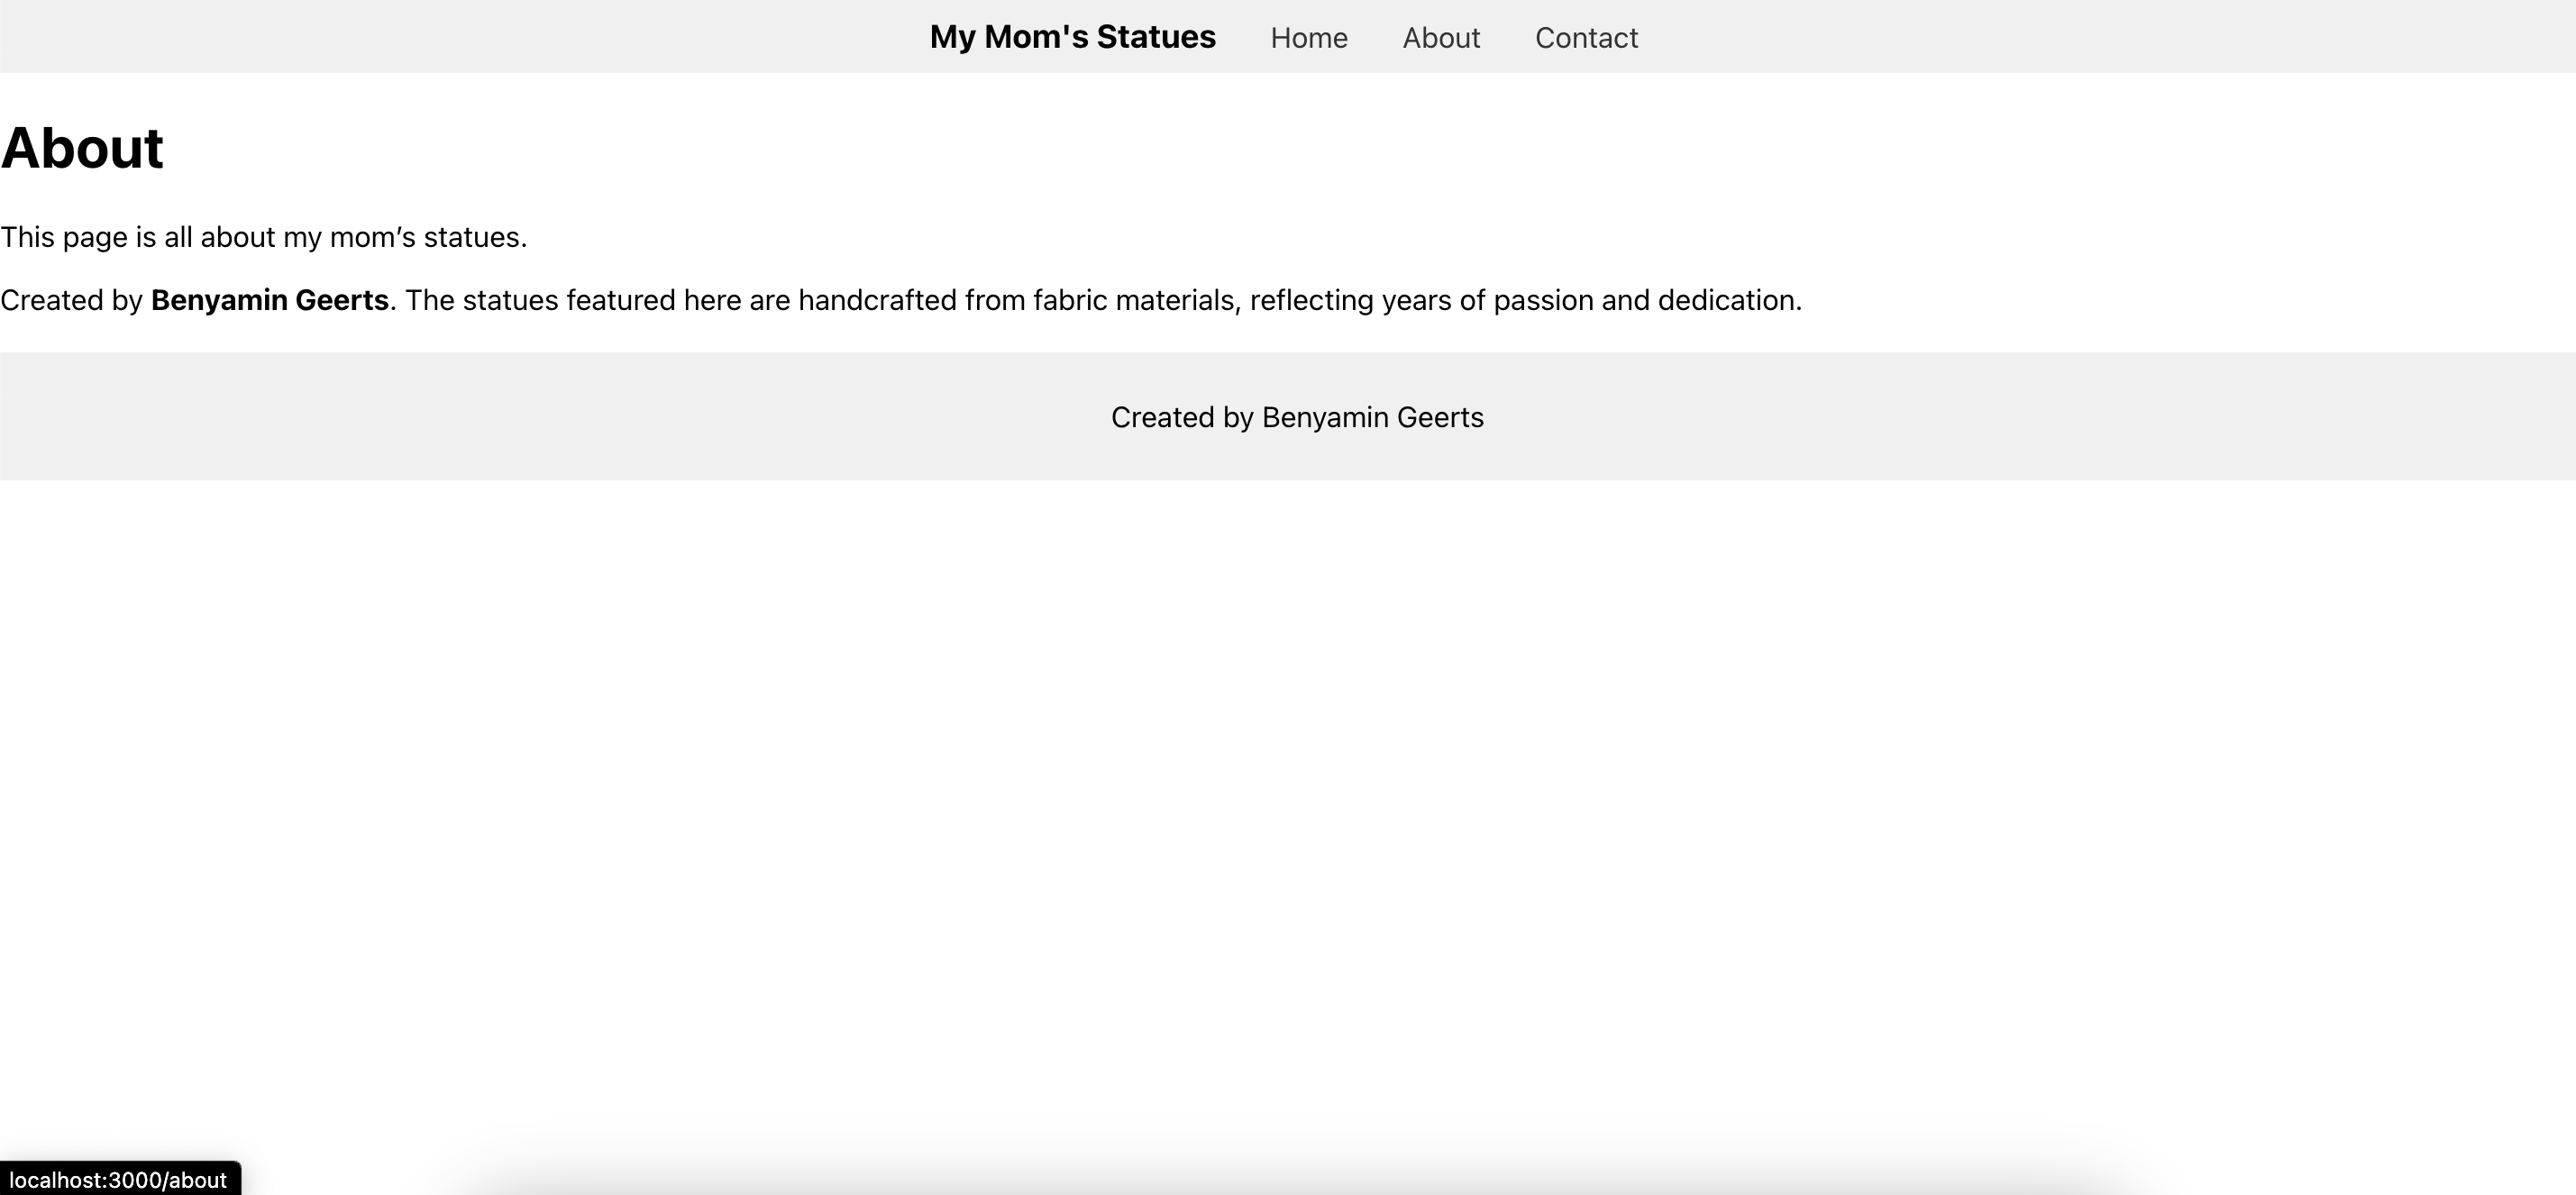 My Mom's Statues Home About Contact
About
This page is all about my mom’s statues.
Created by Benyamin Geerts. The statues featured here are handcrafted from fabric materials, reflecting years of passion and dedication.
Created by Benyamin Geerts
localhost:3000/about